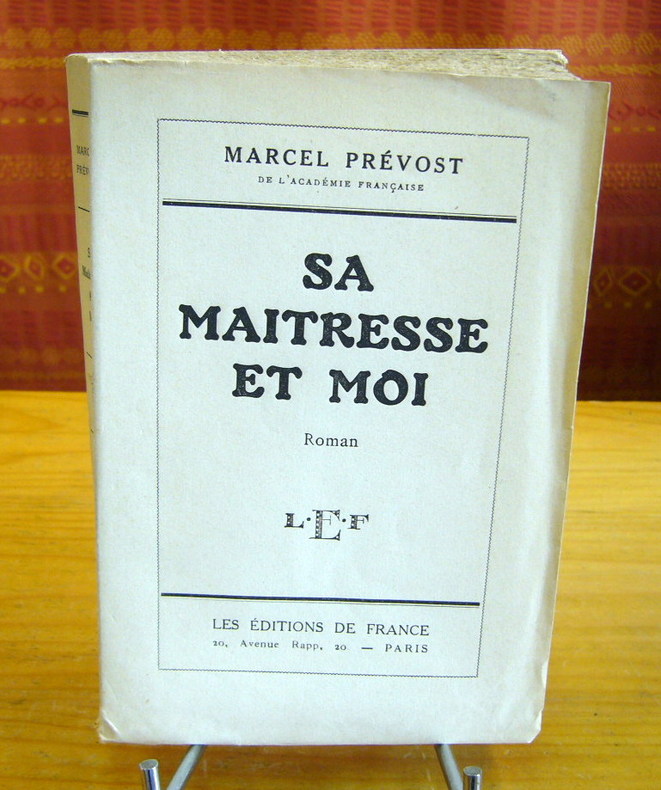 MARCEL PRÉVOST
DE L'ACADÉMIE FRANÇAISE
SA
MAITRESSE
ET MOI
Roman
L·E·F
LES ÉDITIONS DE FRANCE
20, Avenue Rapp, 20 — PARIS